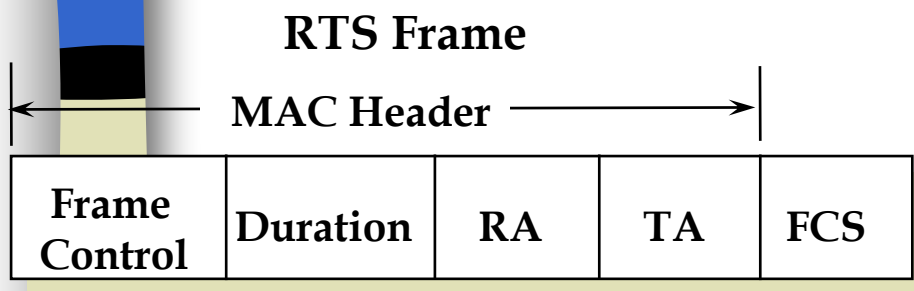 RTS Frame
MAC Header
Frame
Control
Duration
RA
TA
FCS